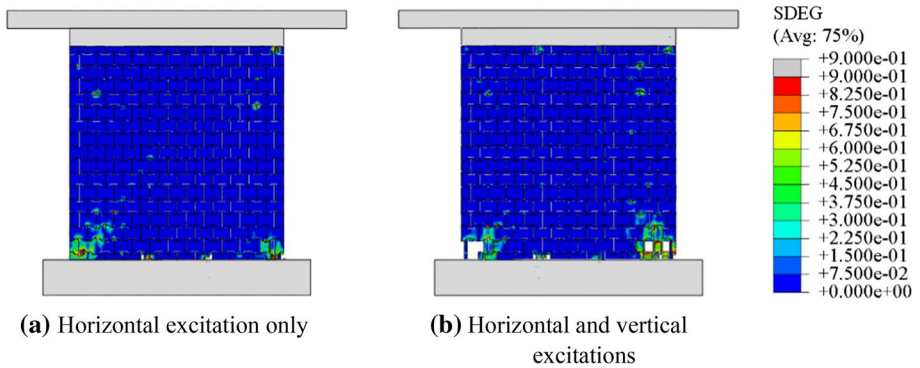 SDEG
(Avg: 75%)
+9.000e-01
+9.000e-01
+8.250e-01
+7.500e-01
+6.750e-01
+6.000e-01
+5.250e-01
+4.500e-01
+3.750e-01
+3.000e-01
+2.250e-01
+1.500e-01
+7.500e-02
+0.000e+00
(a) Horizontal excitation only
(b) Horizontal and vertical
excitations